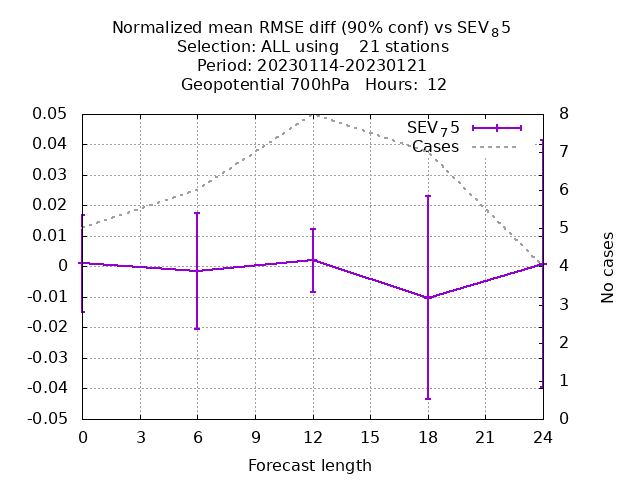 Normalized mean RMSE diff (90% conf) vs SEV₈5
Selection: ALL using 21 stations
Period: 20230114-20230121
Geopotential 700hPa Hours: 12
SEV₇5
Cases
0.05
0.04
0.03
0.02
0.01
0
-0.01
-0.02
-0.03
-0.04
-0.05
8
7
6
5
4
3
2
1
0
No cases
0 3 6 9 12 15 18 21 24
Forecast length